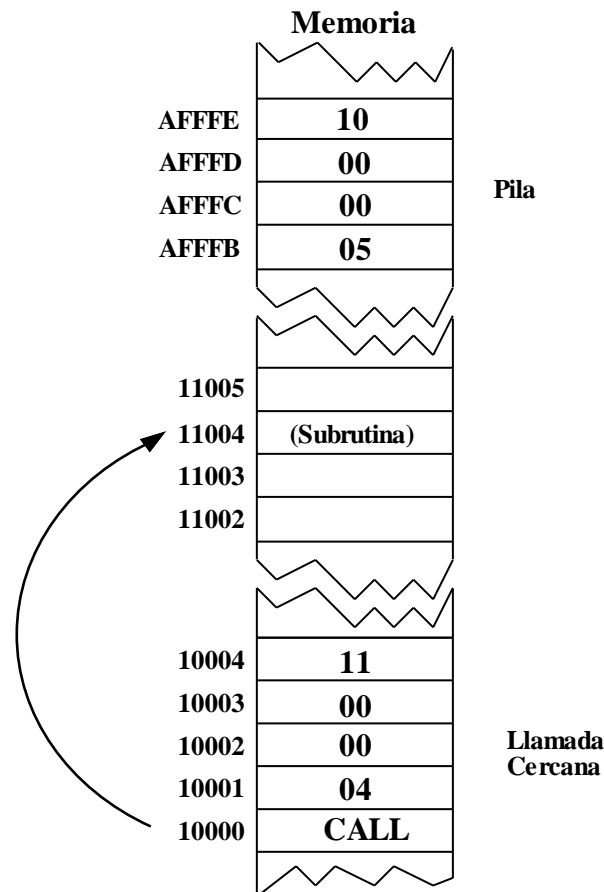 Memoria
AFFFE 10
AFFFD 00
AFFFC 00
AFFFB 05
Pila
11005
11004 (Subrutina)
11003
11002
10004 11
10003 00
10002 00
10001 04
10000 CALL
Llamada
Cercana